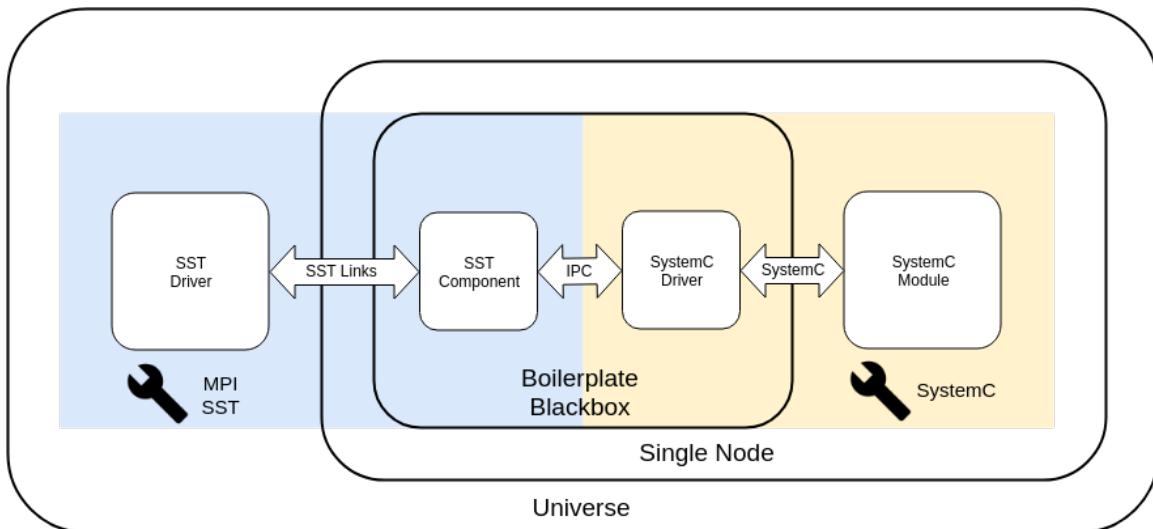 SST
Driver
SST Links
SST
Component
IPC
SystemC
Driver
SystemC
SystemC
Module
MPI
SST
Boilerplate
Blackbox
SystemC
Single Node
Universe